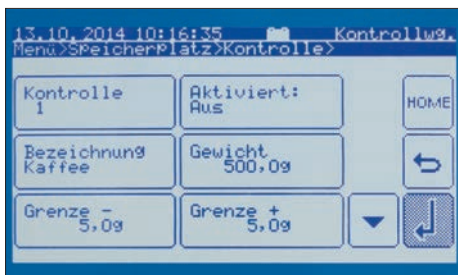 13.10.2014 10:16:35 Kontrollwg.
Menü>Speicherplatz>Kontrolle>
Kontrolle
1
Aktiviert:
Aus
HOME
Bezeichnung
Kaffee
Gewicht
500,0g
Grenze -
5,0g
Grenze +
5,0g